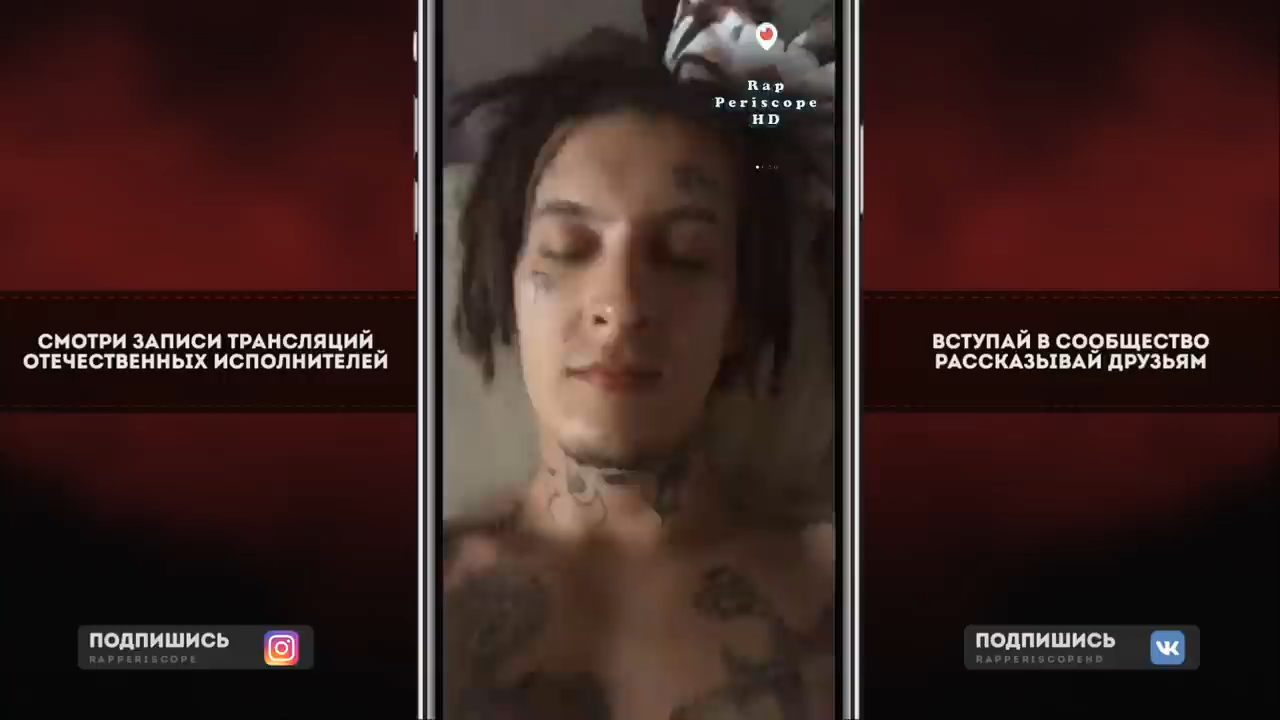 Rap
Periscope
HD
СМОТРИ ЗАПИСИ ТРАНСЛЯЦИЙ
ОТЕЧЕСТВЕННЫХ ИСПОЛНИТЕЛЕЙ
ВСТУПАЙ В СООБЩЕСТВО
РАССКАЗЫВАЙ ДРУЗЬЯМ
ПОДПИШИСЬ
RAPPERISCOPE
ПОДПИШИСЬ
RAPPERISCOPEHD